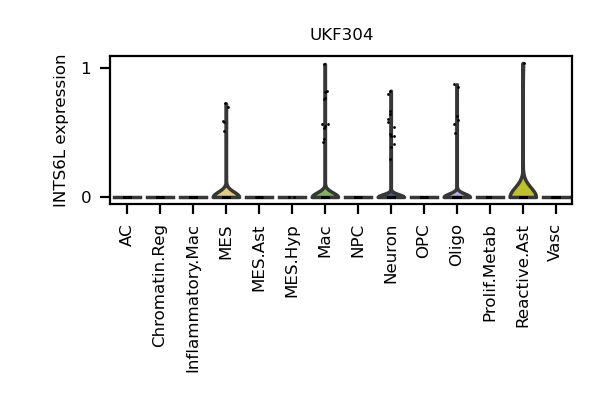 UKF304
INTS6L expression
1
0
AC
Chromatin.Reg
Inflammatory.Mac
MES
MES.Ast
MES.Hyp
Mac
NPC
Neuron
OPC
Oligo
Prolif.Metab
Reactive.Ast
Vasc